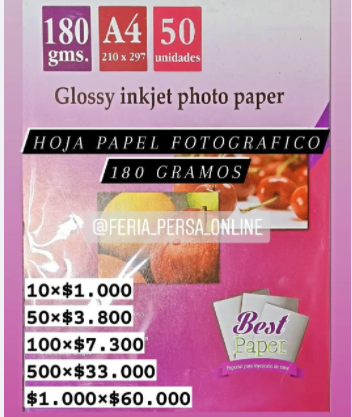 180 gms.
A4 210 x 297
50 unidades
Glossy inkjet photo paper
HOJA PAPEL FOTOGRAFICO
180 GRAMOS
@FERIA_PERSA_ONLINE
10×$1.000
50×$3.800
100×$7.300
500×$33.000
$1.000×$60.000
Best
Paper